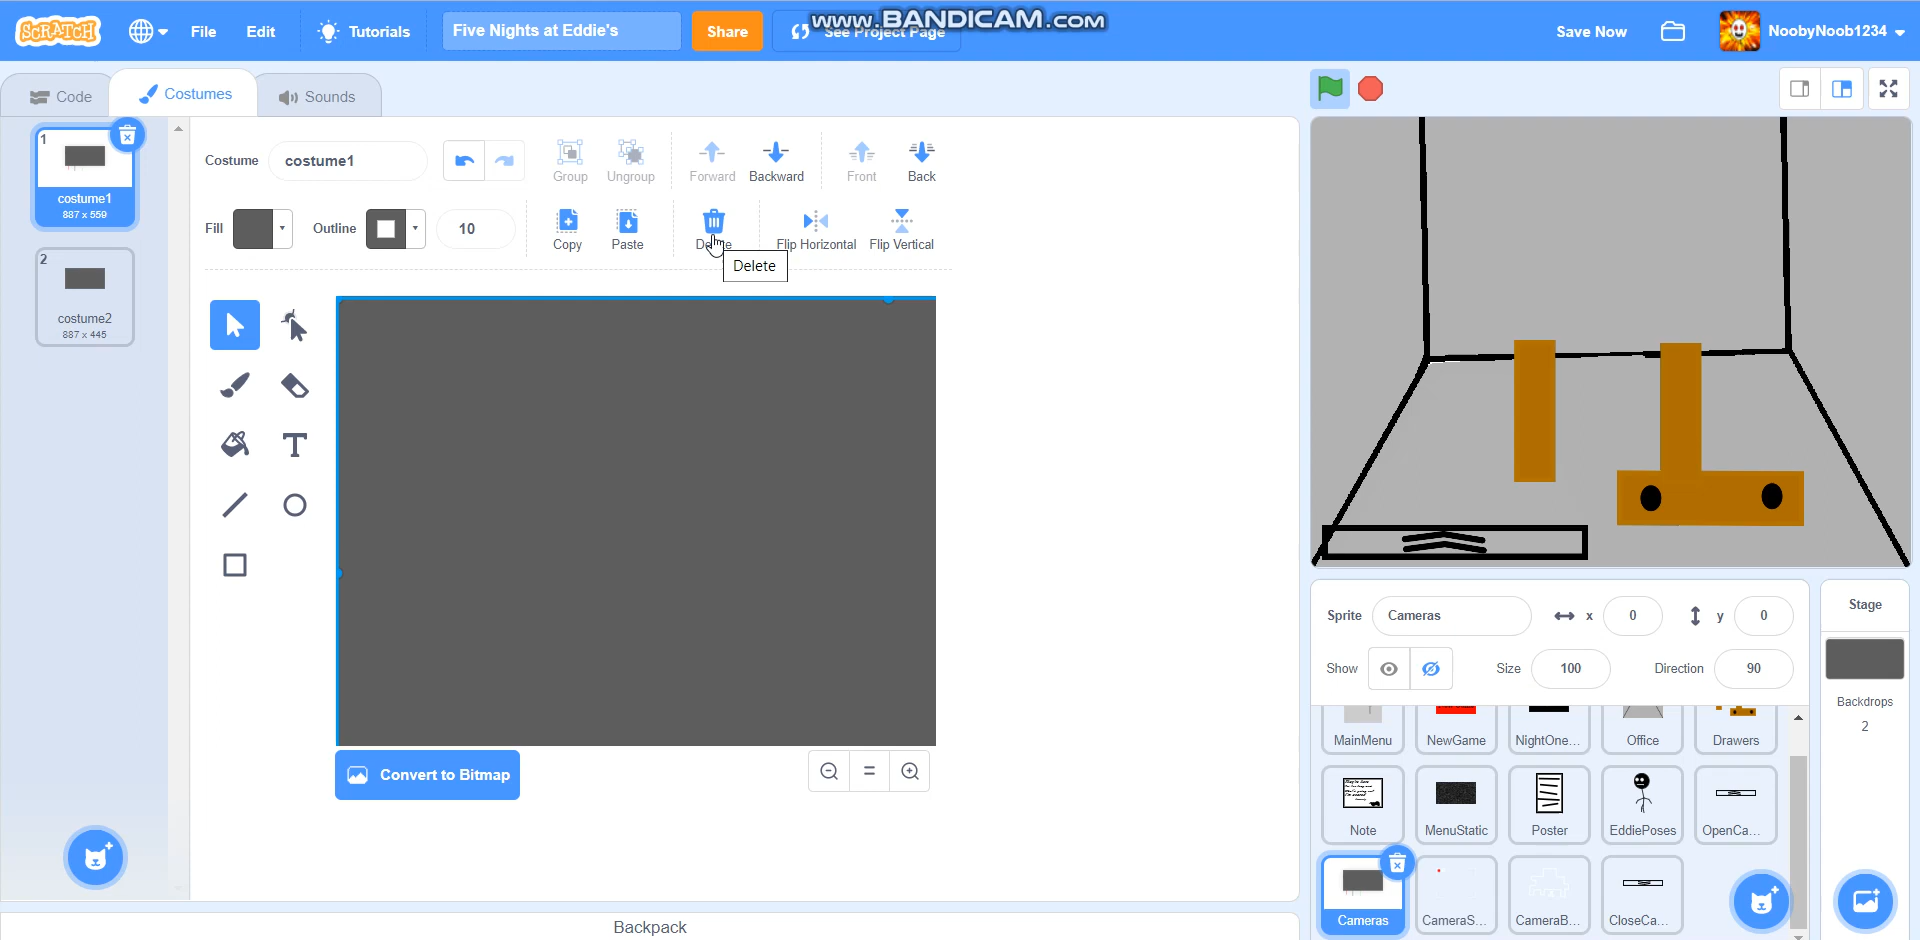 SCRATCH
File
Edit
Tutorials
Five Nights at Eddie's
Share
See Project Page
www.BANDICAM.com
Save Now
NoobyNoob1234
Code
Costumes
Sounds
1
costume1
887 x 559
2
costume2
887 x 445
Costume
costume1
Group
Ungroup
Forward
Backward
Front
Back
Fill
Outline
10
Copy
Paste
Delete
Flip Horizontal
Flip Vertical
Delete
T
Convert to Bitmap
Backpack
Sprite
Cameras
x
0
y
0
Show
Size
100
Direction
90
MainMenu
NewGame
NightOne...
Office
Drawers
Note
MenuStatic
Poster
EddiePoses
OpenCa...
Cameras
CameraS...
CameraB...
CloseCa...
Stage
Backdrops
2